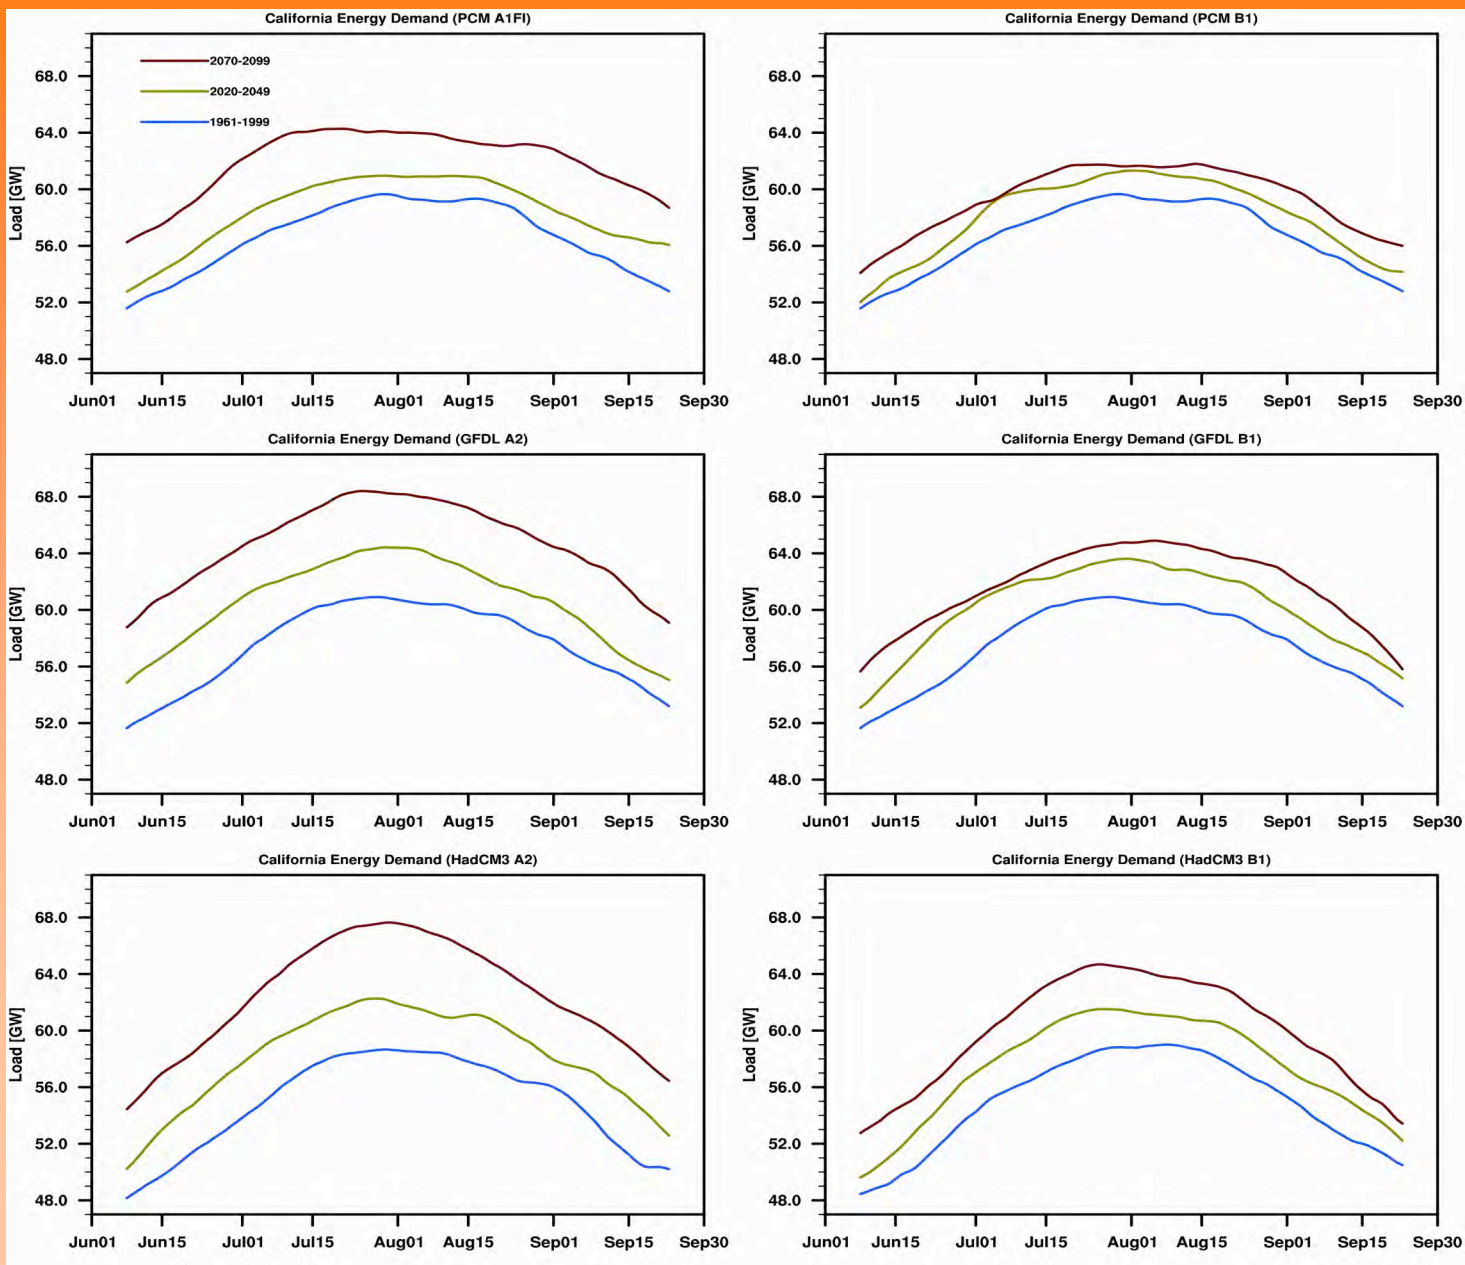 California Energy Demand (PCM A1FI)
2070-2099
2020-2049
1961-1999
68.0
64.0
60.0
56.0
52.0
48.0
Load [GW]
Jun01 Jun15 Jul01 Jul15 Aug01 Aug15 Sep01 Sep15 Sep30
California Energy Demand (PCM B1)
68.0
64.0
60.0
56.0
52.0
48.0
Load [GW]
Jun01 Jun15 Jul01 Jul15 Aug01 Aug15 Sep01 Sep15 Sep30
California Energy Demand (GFDL A2)
68.0
64.0
60.0
56.0
52.0
48.0
Load [GW]
Jun01 Jun15 Jul01 Jul15 Aug01 Aug15 Sep01 Sep15 Sep30
California Energy Demand (GFDL B1)
68.0
64.0
60.0
56.0
52.0
48.0
Load [GW]
Jun01 Jun15 Jul01 Jul15 Aug01 Aug15 Sep01 Sep15 Sep30
California Energy Demand (HadCM3 A2)
68.0
64.0
60.0
56.0
52.0
48.0
Load [GW]
Jun01 Jun15 Jul01 Jul15 Aug01 Aug15 Sep01 Sep15 Sep30
California Energy Demand (HadCM3 B1)
68.0
64.0
60.0
56.0
52.0
48.0
Load [GW]
Jun01 Jun15 Jul01 Jul15 Aug01 Aug15 Sep01 Sep15 Sep30